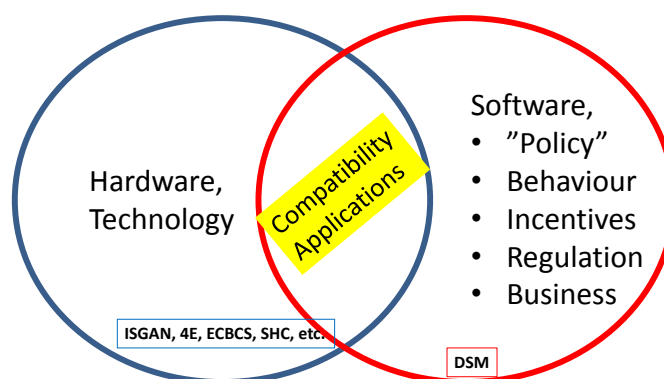 Hardware,
Technology
Compatibility
Applications
Software,
• ”Policy”
• Behaviour
• Incentives
• Regulation
• Business
ISGAN, 4E, ECBCS, SHC, etc.
DSM